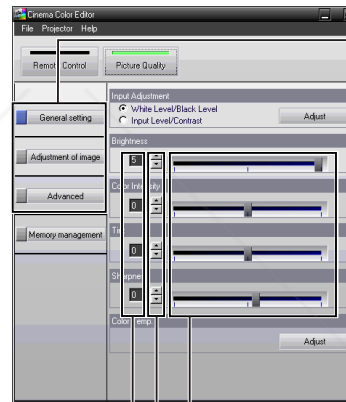 Cinema Color Editor
File Projector Help
Remote Control Picture Quality
General setting
Adjustment of image
Advanced
Memory management
Input Adjustment
White Level/Black Level
Input Level/Contrast
Adjust
Brightness
5
Color Intensity
0
0
Sharpness
0
Color Temp.
Adjust